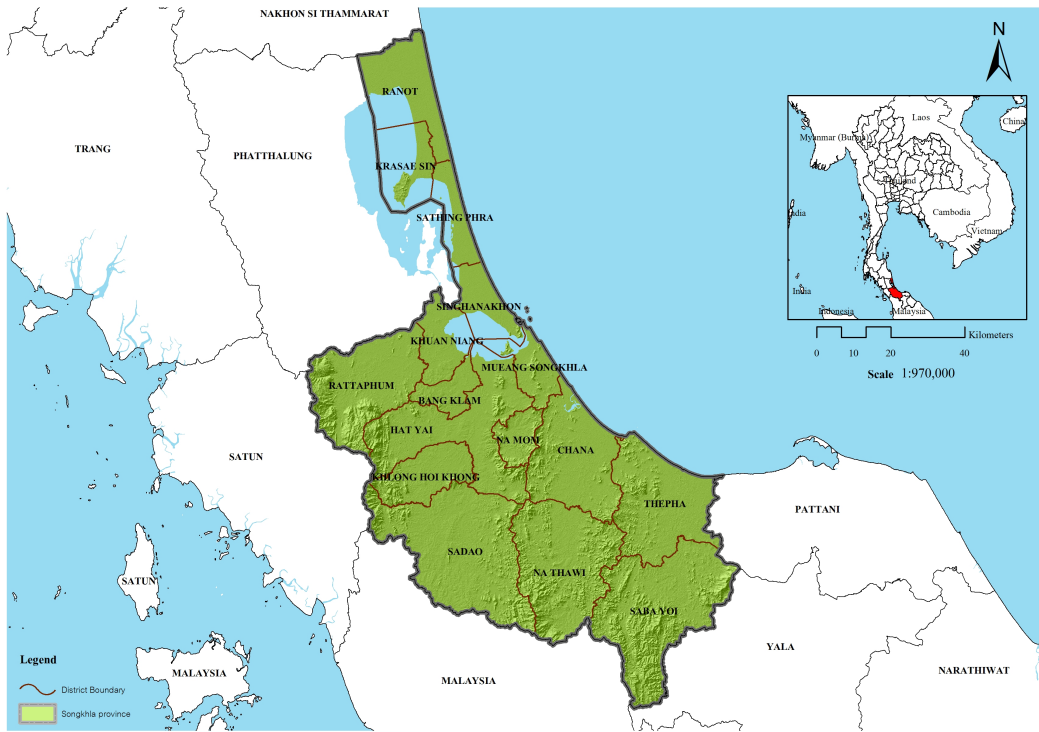 NAKHON SI THAMMARAT
N
RANOT
Laos
China
TRANG
PHATTHALUNG
Myanmar (Burma)
KRASAE SIN
Thailand
SATHING PHRA
India
Cambodia
Vietnam
India
SINGHANAKHON
Indonesia
Malaysia
KHUAN NIANG
Kilometers
0 10 20 40
MUEANG SONGKHLA
Scale 1:970,000
RATTAPHUM
BANG KLAM
HAT YAI
NA MOM
CHANA
SATUN
KHLONG HOI KHONG
THEPHA
PATTANI
SADAO
NA THAWI
SATUN
SABA YOI
YALA
Legend
MALAYSIA
MALAYSIA
NARATHIWAT
District Boundary
Songkhla province